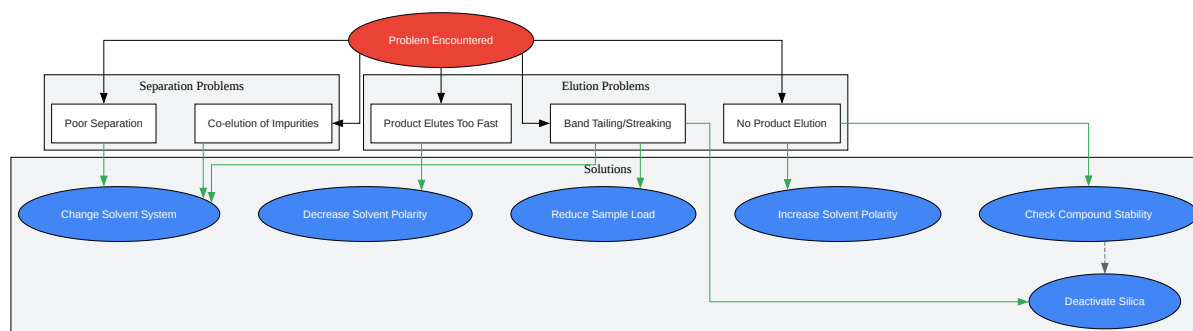 Problem Encountered
Separation Problems
Elution Problems
Poor Separation
Co-elution of Impurities
Product Elutes Too Fast
Band Tailing/Streaking
No Product Elution
Solutions
Change Solvent System
Decrease Solvent Polarity
Reduce Sample Load
Increase Solvent Polarity
Check Compound Stability
Deactivate Silica